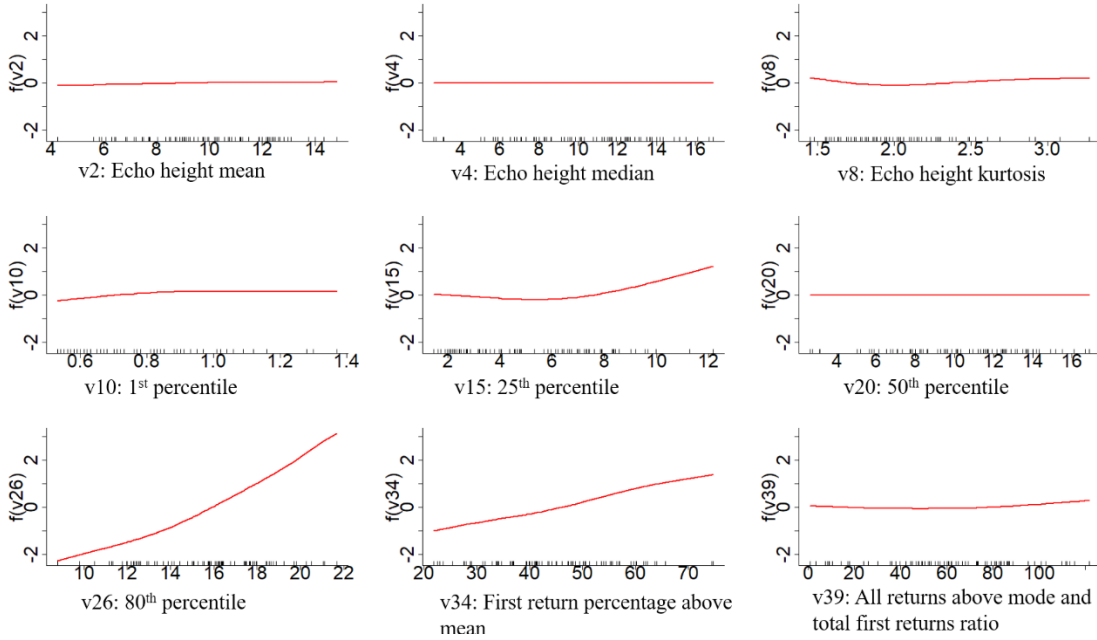 f(v2)
-2 0 2
4 6 8 10 12 14
v2: Echo height mean
f(v4)
-2 0 2
4 6 8 10 12 14 16
v4: Echo height median
f(v8)
-2 0 2
1.5 2.0 2.5 3.0
v8: Echo height kurtosis
f(v10)
-2 0 2
0.6 0.8 1.0 1.2 1.4
v10: 1st percentile
f(v15)
-2 0 2
2 4 6 8 10 12
v15: 25th percentile
f(v20)
-2 0 2
4 6 8 10 12 14 16
v20: 50th percentile
f(v26)
-2 0 2
10 12 14 16 18 20 22
v26: 80th percentile
f(v34)
-2 0 2
20 30 40 50 60 70
v34: First return percentage above
mean
f(v39)
-2 0 2
0 20 40 60 80 100
v39: All returns above mode and
total first returns ratio